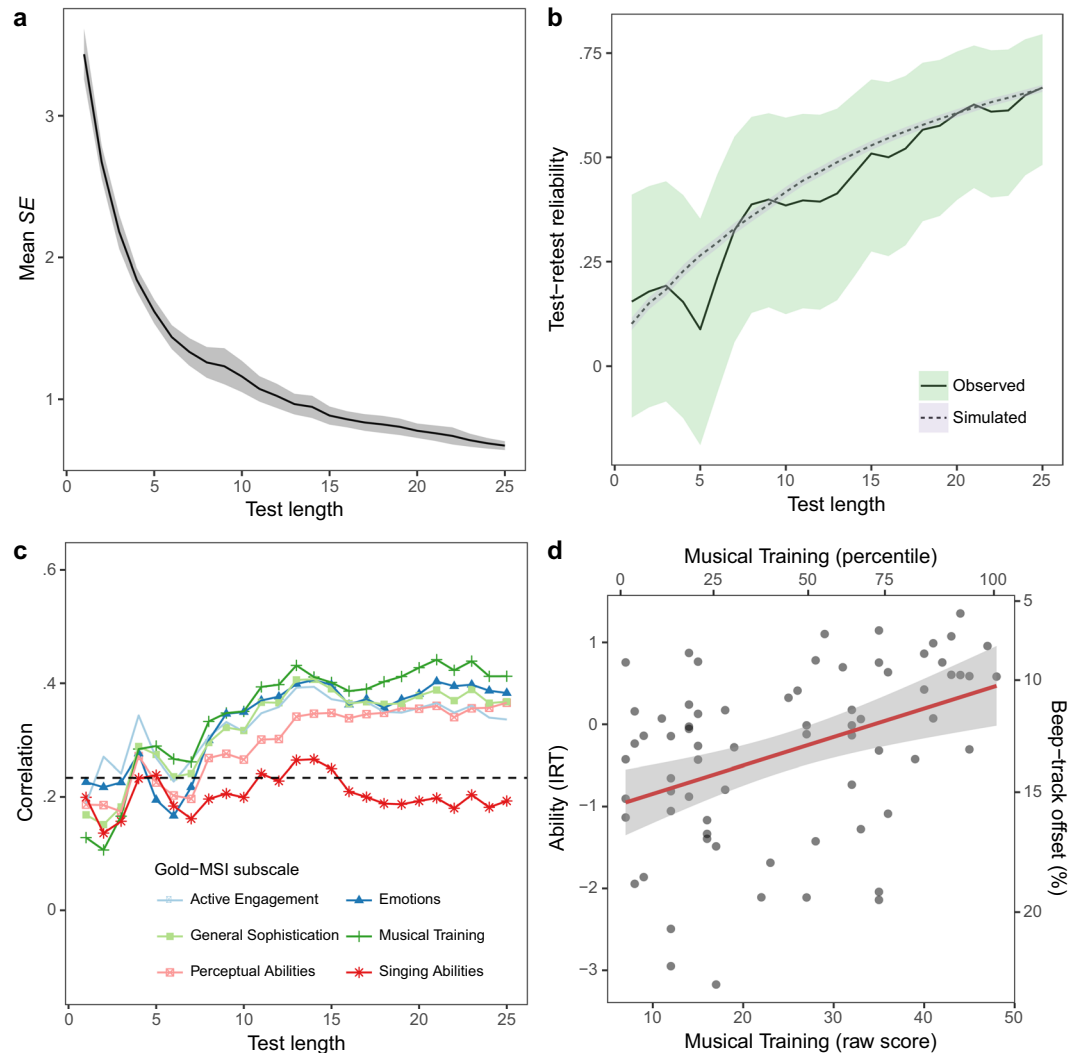 a
3
2
1
Mean SE
0
5
10
15
20
25
Test length
b
.75
.50
.25
0
Test−retest reliability
Observed
Simulated
0
5
10
15
20
25
Test length
c
.6
.4
.2
0
Correlation
Gold−MSI subscale
Active Engagement
Emotions
General Sophistication
Musical Training
Perceptual Abilities
Singing Abilities
0
5
10
15
20
25
Test length
d
Musical Training (percentile)
0
25
50
75
100
1
0
−1
−2
−3
Ability (IRT)
5
10
15
20
Beep−track offset (%)
10
20
30
40
50
Musical Training (raw score)